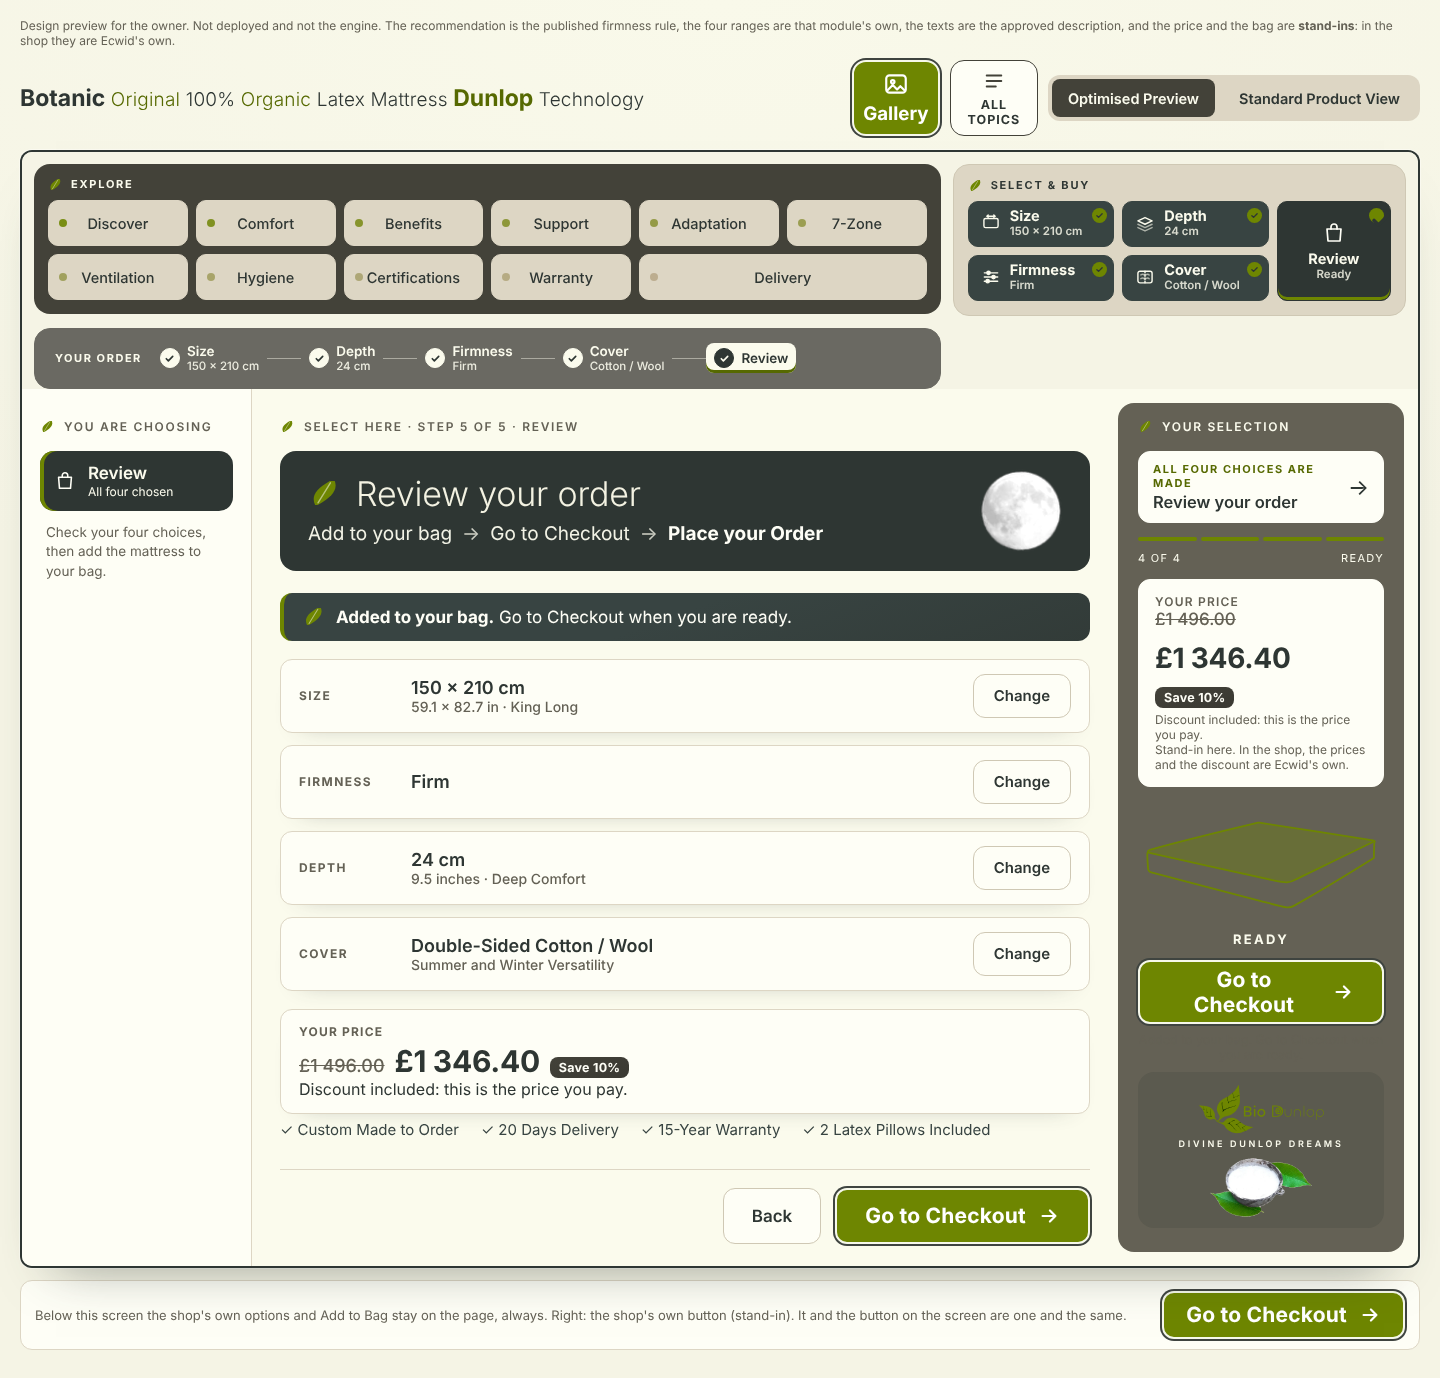 Design preview for the owner. Not deployed and not the engine. The recommendation is the published firmness rule, the four ranges are that module's own, the texts are the approved description, and the price and the bag are stand-ins: in the
shop they are Ecwid's own.
Botanic Original 100% Organic Latex Mattress Dunlop Technology
Gallery
ALL
TOPICS
Optimised Preview
Standard Product View
EXPLORE
Discover
Comfort
Benefits
Support
Adaptation
7-Zone
Ventilation
Hygiene
Certifications
Warranty
Delivery
SELECT & BUY
Size
150 × 210 cm
Depth
24 cm
Firmness
Firm
Cover
Cotton / Wool
Review
Ready
YOUR ORDER
Size
150 × 210 cm
Depth
24 cm
Firmness
Firm
Cover
Cotton / Wool
Review
YOU ARE CHOOSING
Review
All four chosen
Check your four choices,
then add the mattress to
your bag.
SELECT HERE · STEP 5 OF 5 · REVIEW
Review your order
Add to your bag → Go to Checkout → Place your Order
Added to your bag. Go to Checkout when you are ready.
SIZE
150 × 210 cm
59.1 × 82.7 in · King Long
Change
FIRMNESS
Firm
Change
DEPTH
24 cm
9.5 inches · Deep Comfort
Change
COVER
Double-Sided Cotton / Wool
Summer and Winter Versatility
Change
YOUR PRICE
£1 496.00 £1 346.40 Save 10%
Discount included: this is the price you pay.
✓ Custom Made to Order ✓ 20 Days Delivery ✓ 15-Year Warranty ✓ 2 Latex Pillows Included
Back
Go to Checkout →
YOUR SELECTION
ALL FOUR CHOICES ARE
MADE
Review your order →
4 OF 4
READY
YOUR PRICE
£1 496.00
£1 346.40
Save 10%
Discount included: this is the price
you pay.
Stand-in here. In the shop, the prices
and the discount are Ecwid's own.
READY
Go to
Checkout →
Bio Dunlop
DIVINE DUNLOP DREAMS
Below this screen the shop's own options and Add to Bag stay on the page, always. Right: the shop's own button (stand-in). It and the button on the screen are one and the same.
Go to Checkout →